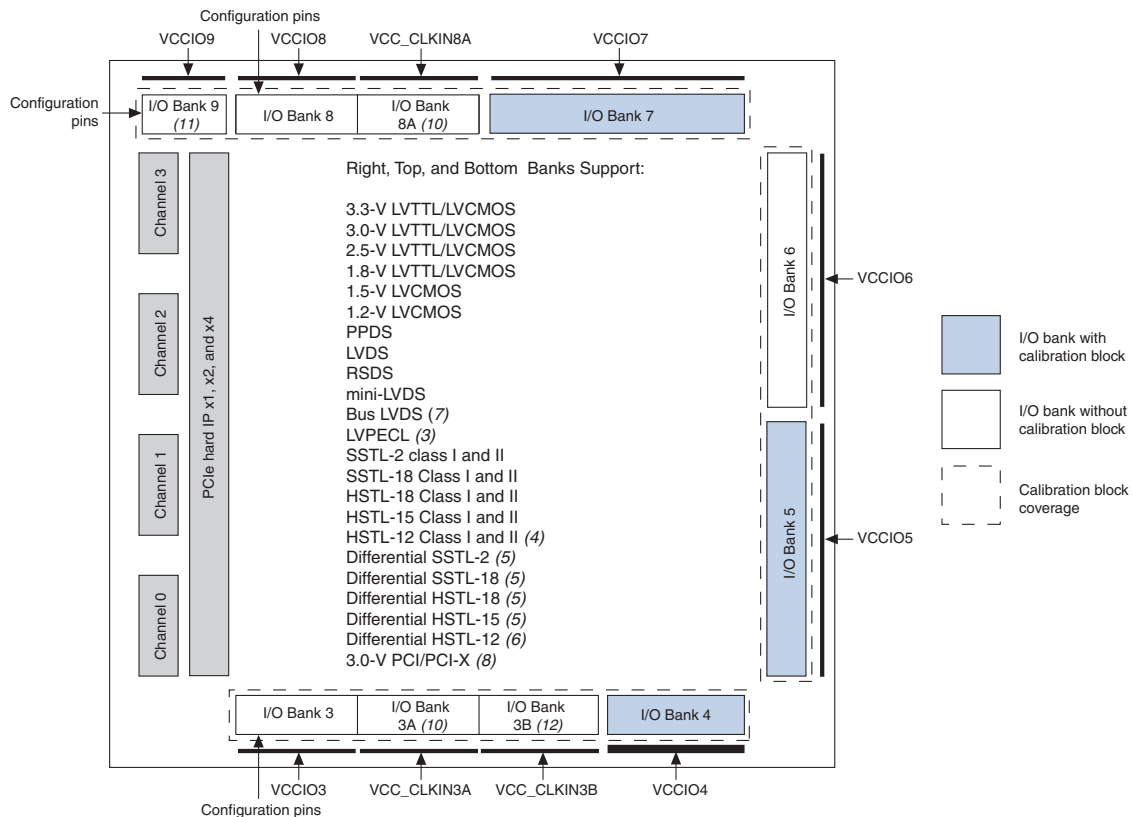 Configuration pins
VCCIO9
VCCIO8
VCC_CLKIN8A
VCCIO7
Configuration
pins
I/O Bank 9
(11)
I/O Bank 8
I/O Bank
8A (10)
I/O Bank 7
Channel 3
Channel 2
Channel 1
Channel 0
PCIe hard IP x1, x2, and x4
Right, Top, and Bottom Banks Support:
3.3-V LVTTL/LVCMOS
3.0-V LVTTL/LVCMOS
2.5-V LVTTL/LVCMOS
1.8-V LVTTL/LVCMOS
1.5-V LVCMOS
1.2-V LVCMOS
PPDS
LVDS
RSDS
mini-LVDS
Bus LVDS (7)
LVPECL (3)
SSTL-2 class I and II
SSTL-18 Class I and II
HSTL-18 Class I and II
HSTL-15 Class I and II
HSTL-12 Class I and II (4)
Differential SSTL-2 (5)
Differential SSTL-18 (5)
Differential HSTL-18 (5)
Differential HSTL-15 (5)
Differential HSTL-12 (6)
3.0-V PCI/PCI-X (8)
I/O Bank 6
VCCIO6
I/O Bank 5
VCCIO5
I/O bank with
calibration block
I/O bank without
calibration block
Calibration block
coverage
I/O Bank 3
I/O Bank
3A (10)
I/O Bank
3B (12)
I/O Bank 4
VCCIO3
VCC_CLKIN3A
VCC_CLKIN3B
VCCIO4
Configuration pins